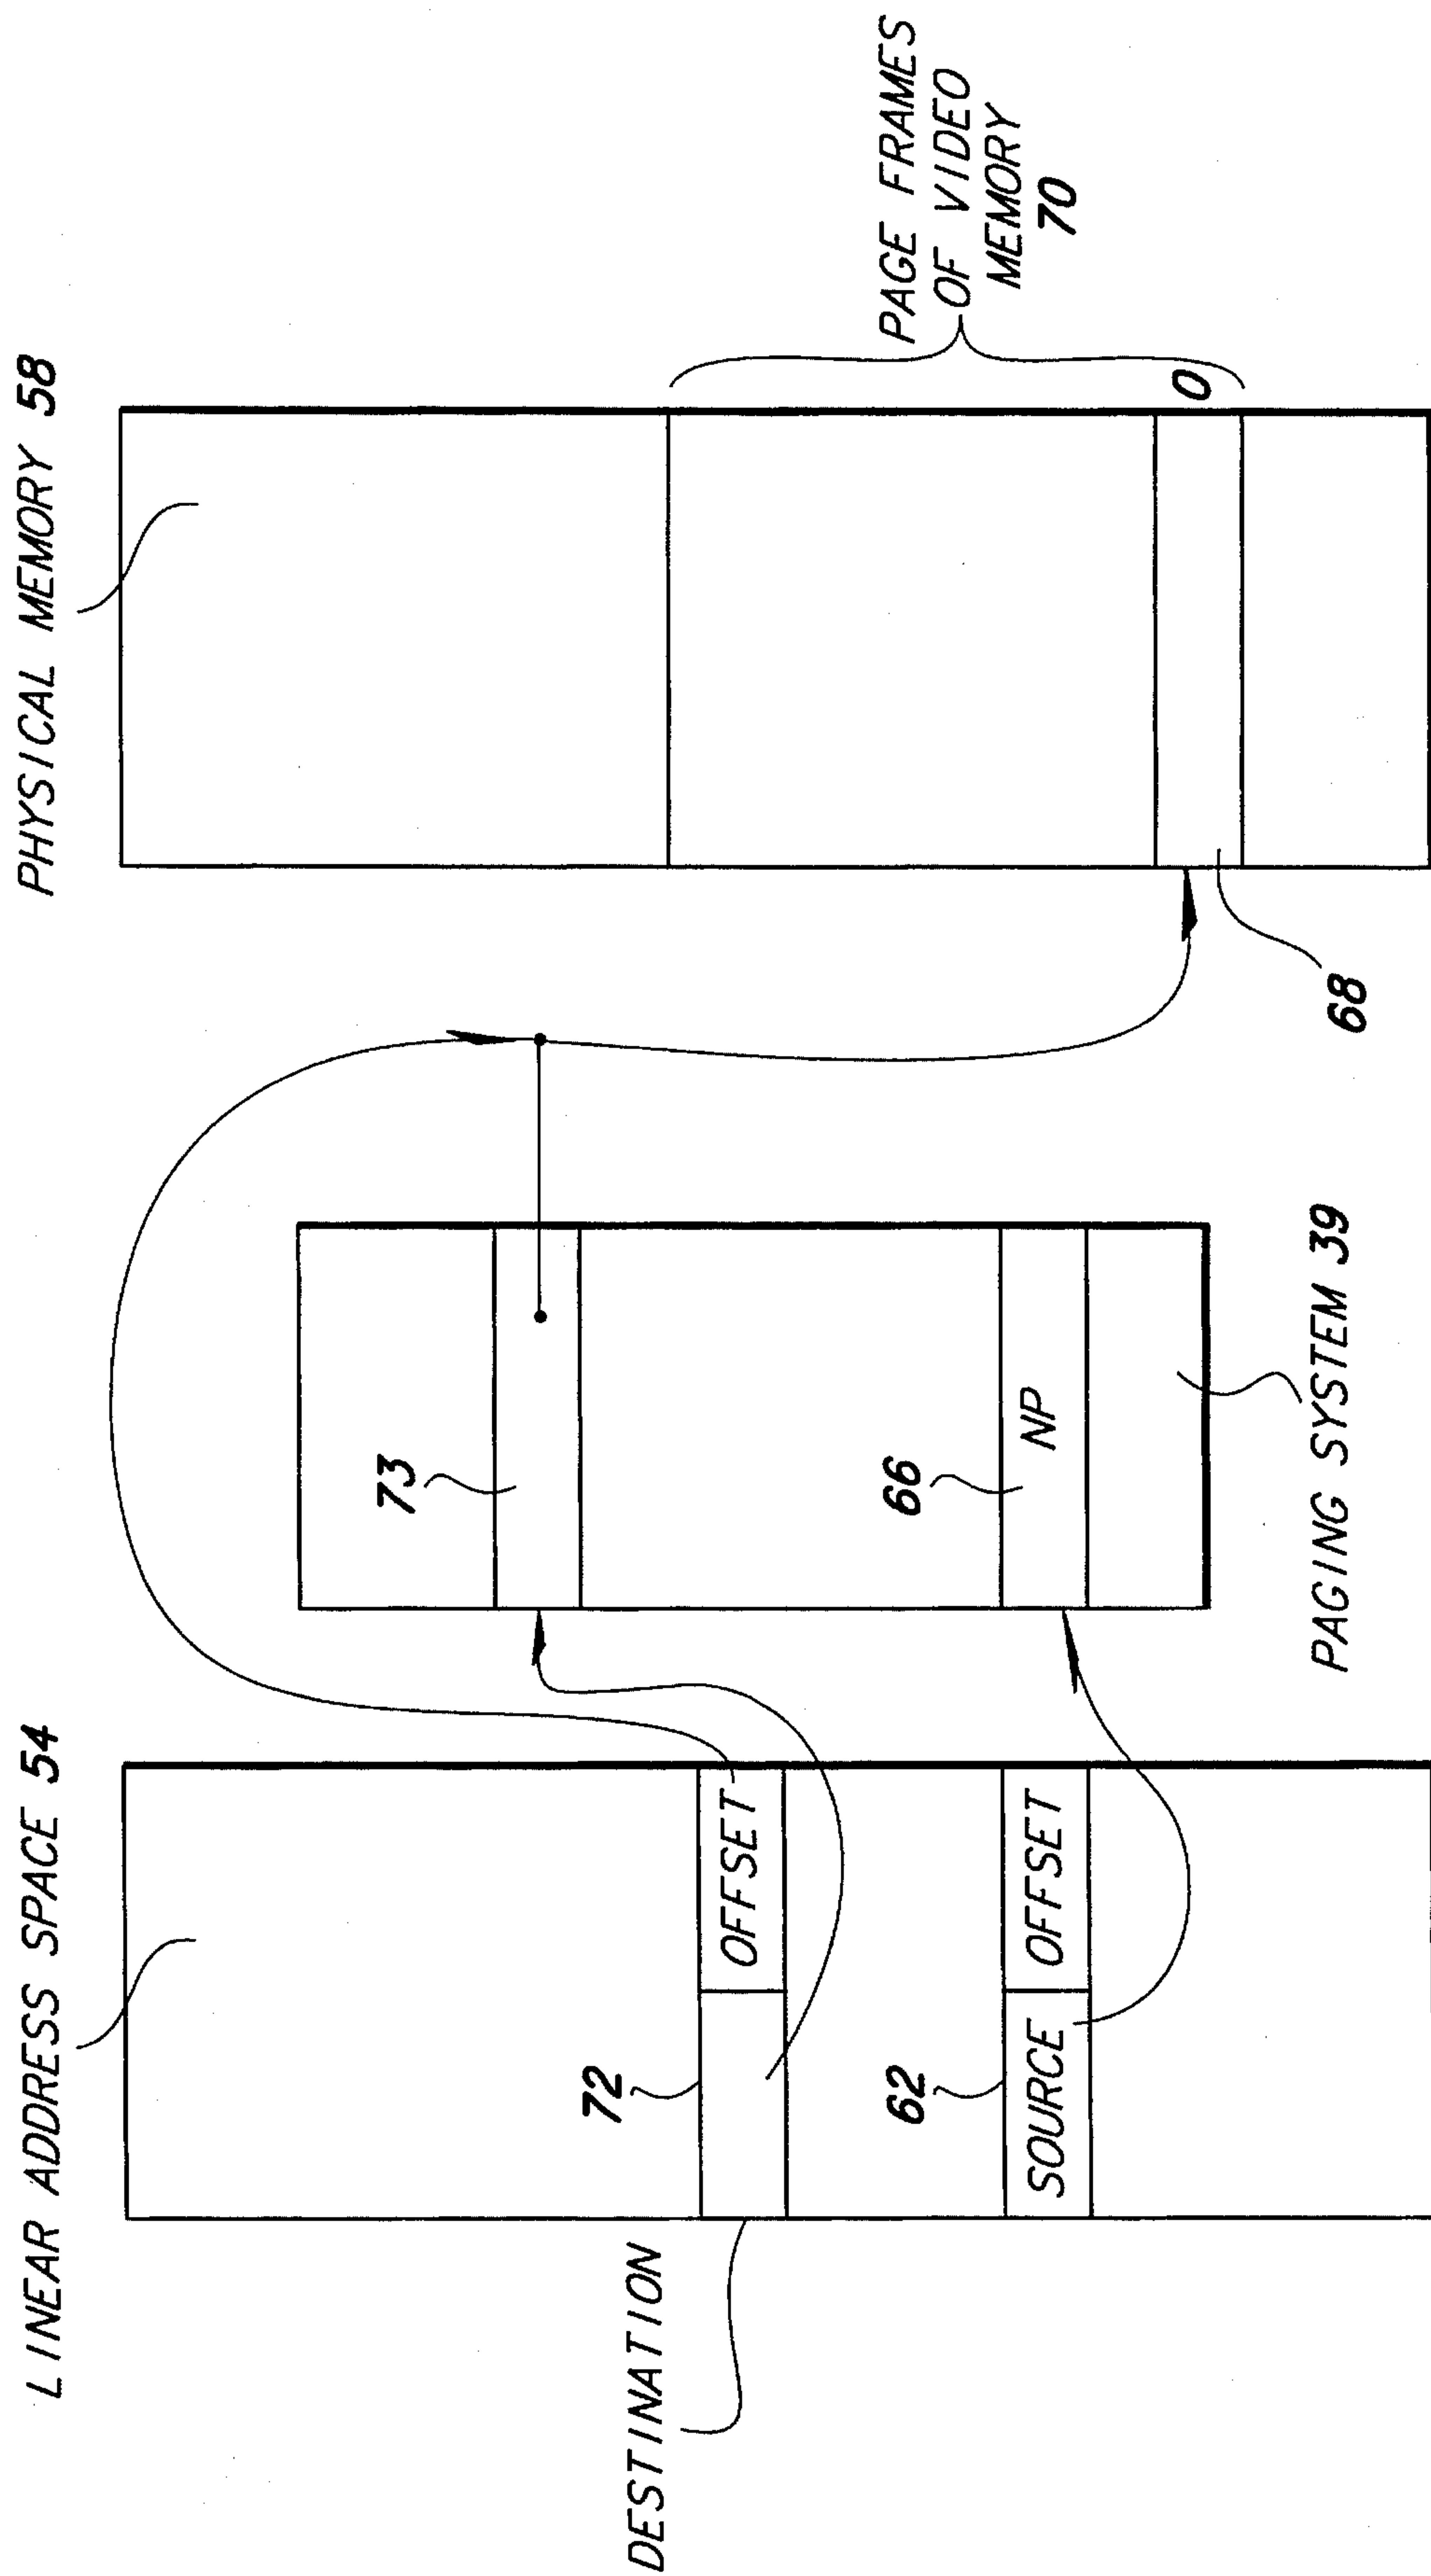 LINEAR ADDRESS SPACE 54
PHYSICAL MEMORY 58
DESTINATION
72
OFFSET
62
SOURCE
OFFSET
73
66
NP
PAGING SYSTEM 39
68
0
PAGE FRAMES
OF VIDEO
MEMORY
70